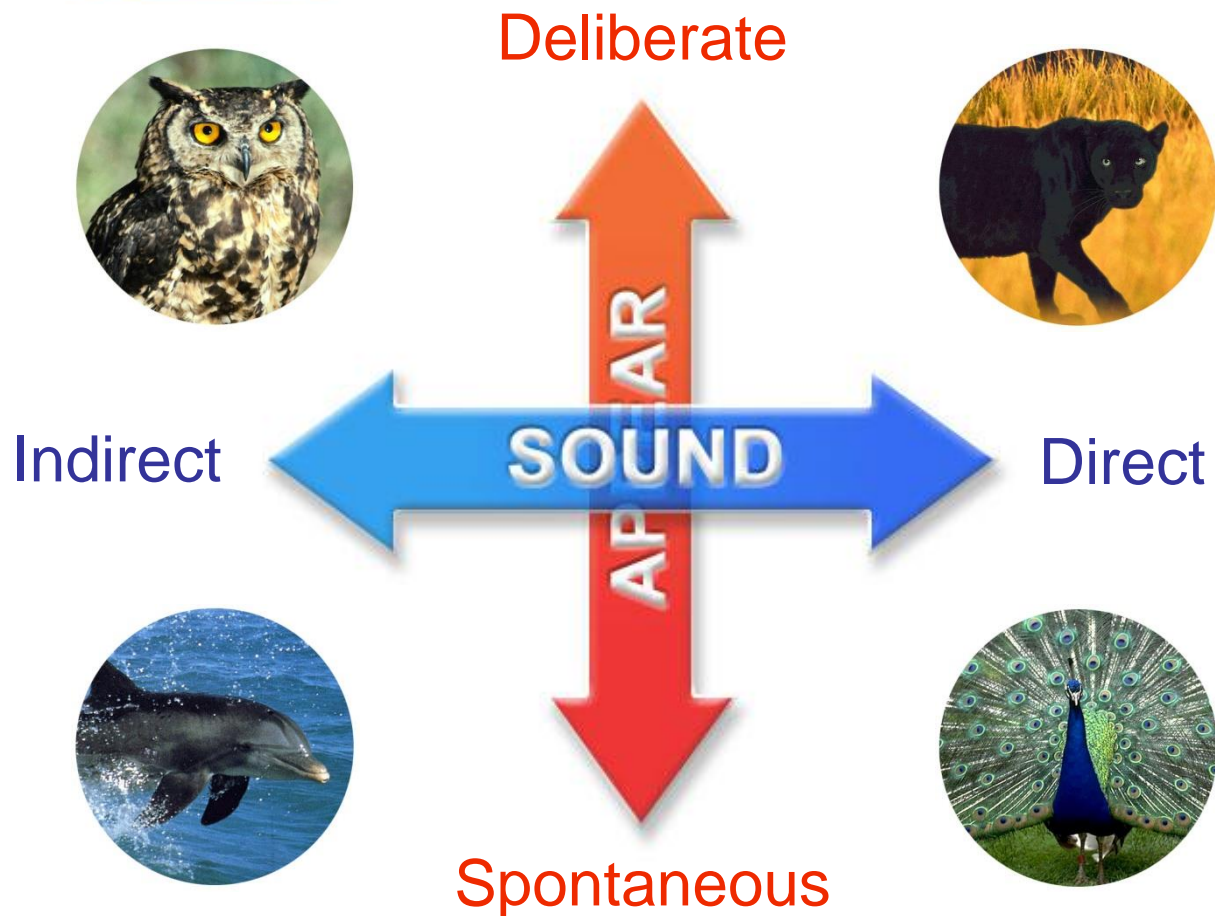 Deliberate
APPEAR
Indirect
SOUND
Direct
Spontaneous